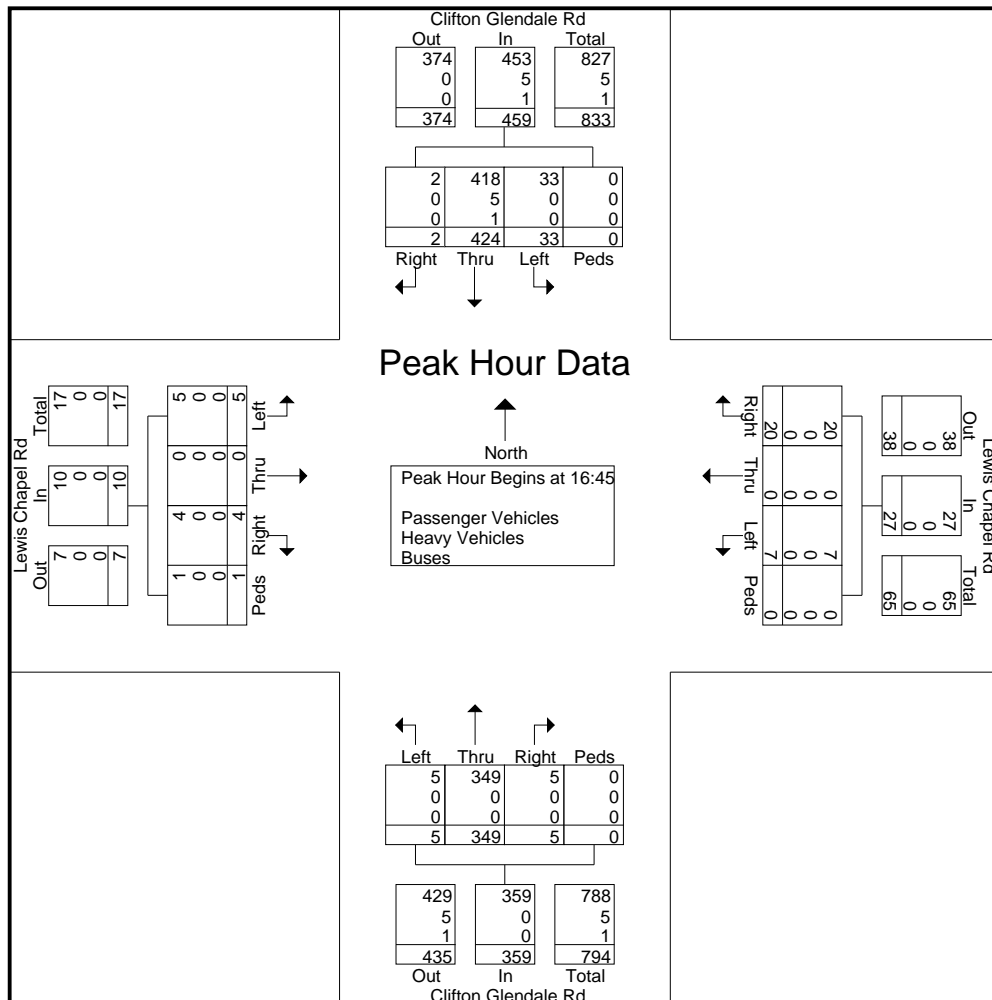 Clifton Glendale Rd
Out In Total
374 453 827
0 5 5
0 1 1
374 459 833
2 418 33 0
0 5 0 0
0 1 0 0
2 424 33 0
Right Thru Left Peds
Peak Hour Data
Lewis Chapel Rd
Total In Out
17 10 7
0 0 0
0 0 0
17 10 7
5 0 4 1
0 0 0 0
0 0 0 0
5 0 4 1
Left Thru Right Peds
North
Peak Hour Begins at 16:45
Passenger Vehicles
Heavy Vehicles
Buses
Lewis Chapel Rd
Out In Total
38 27 65
0 0 0
0 0 0
38 27 65
20 0 7 0
0 0 0 0
0 0 0 0
20 0 7 0
Right Thru Left Peds
Left Thru Right Peds
5 349 5 0
0 0 0 0
0 0 0 0
5 349 5 0
429 359 788
5 0 5
1 0 1
435 359 794
Out In Total
Clifton Glendale Rd